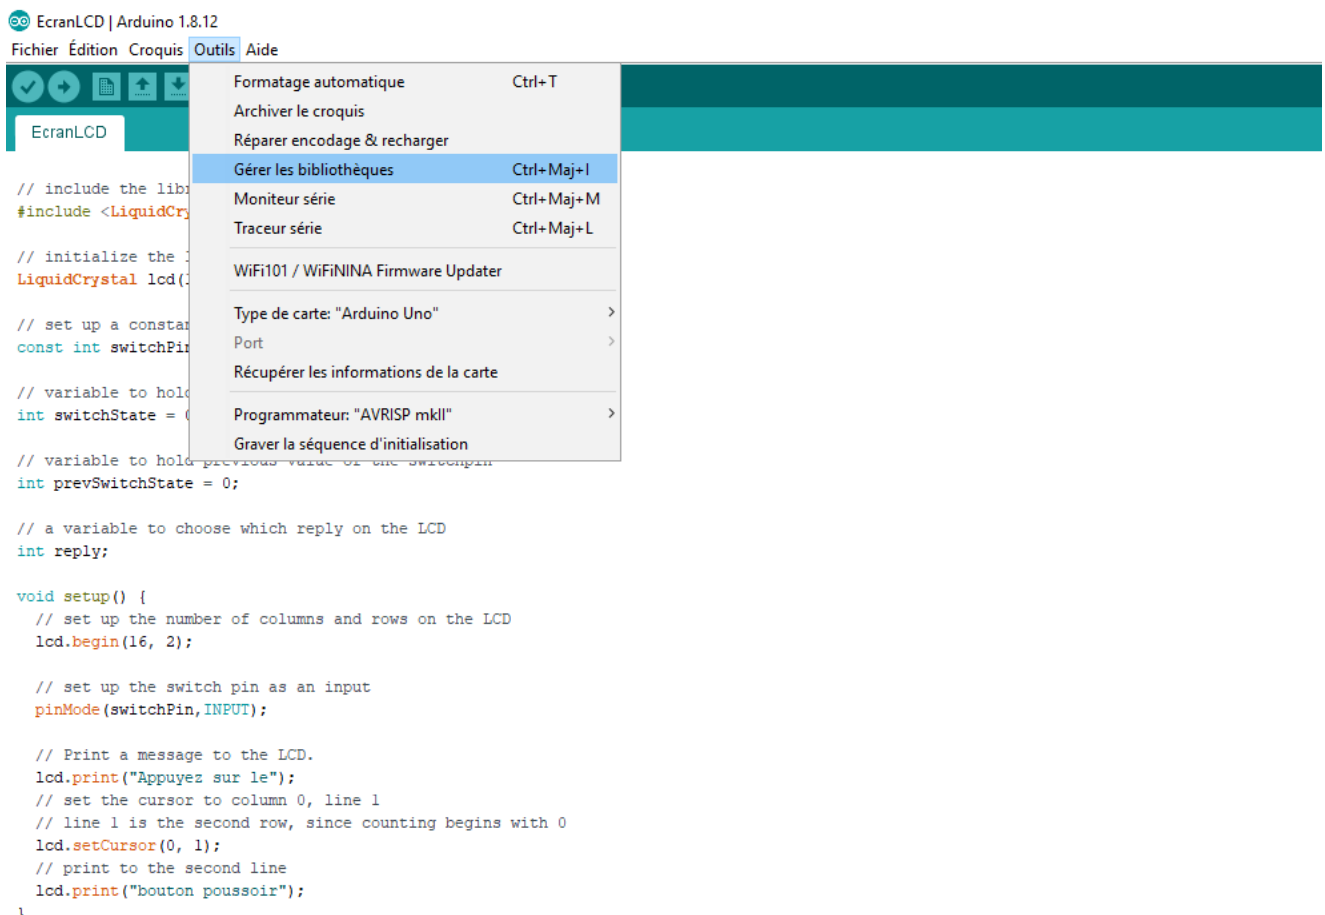 EcranLCD | Arduino 1.8.12
Fichier Édition Croquis Outils Aide
Formatage automatique Ctrl+T
Archiver le croquis
EcranLCD
Réparer encodage & recharger
Gérer les bibliothèques Ctrl+Maj+I
Moniteur série Ctrl+Maj+M
Traceur série Ctrl+Maj+L
WiFi101 / WiFiNINA Firmware Updater
Type de carte: "Arduino Uno"
Port
Récupérer les informations de la carte
Programmateur: "AVRISP mkII"
Graver la séquence d'initialisation
// include the
#include
// initialize the
LiquidCrystal lcd(
// set up a
const int
// variable to
int switchState =
// variable to hold previous value of the switchpin
int prevSwitchState = 0;
// a variable to choose which reply on the LCD
int reply;
void setup() {
// set up the number of columns and rows on the LCD
lcd.begin(16, 2);
// set up the switch pin as an input
pinMode(switchPin,INPUT);
// Print a message to the LCD.
lcd.print("Appuyez sur le");
// set the cursor to column 0, line 1
// line 1 is the second row, since counting begins with 0
lcd.setCursor(0, 1);
// print to the second line
lcd.print("bouton poussoir");
}